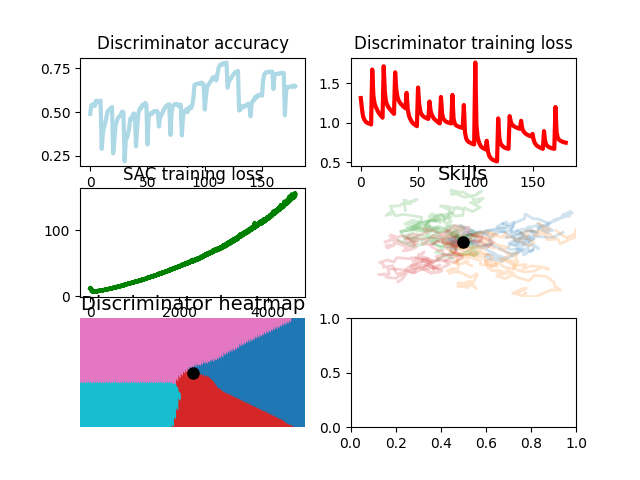 Discriminator accuracy
0.75
0.50
0.25
0 50 100 150
Discriminator training loss
1.5
1.0
0.5
0 50 100 150
SAC training loss
100
0
0 2000 4000
Skills
Discriminator heatmap
1.0
0.5
0.0
0.0 0.2 0.4 0.6 0.8 1.0